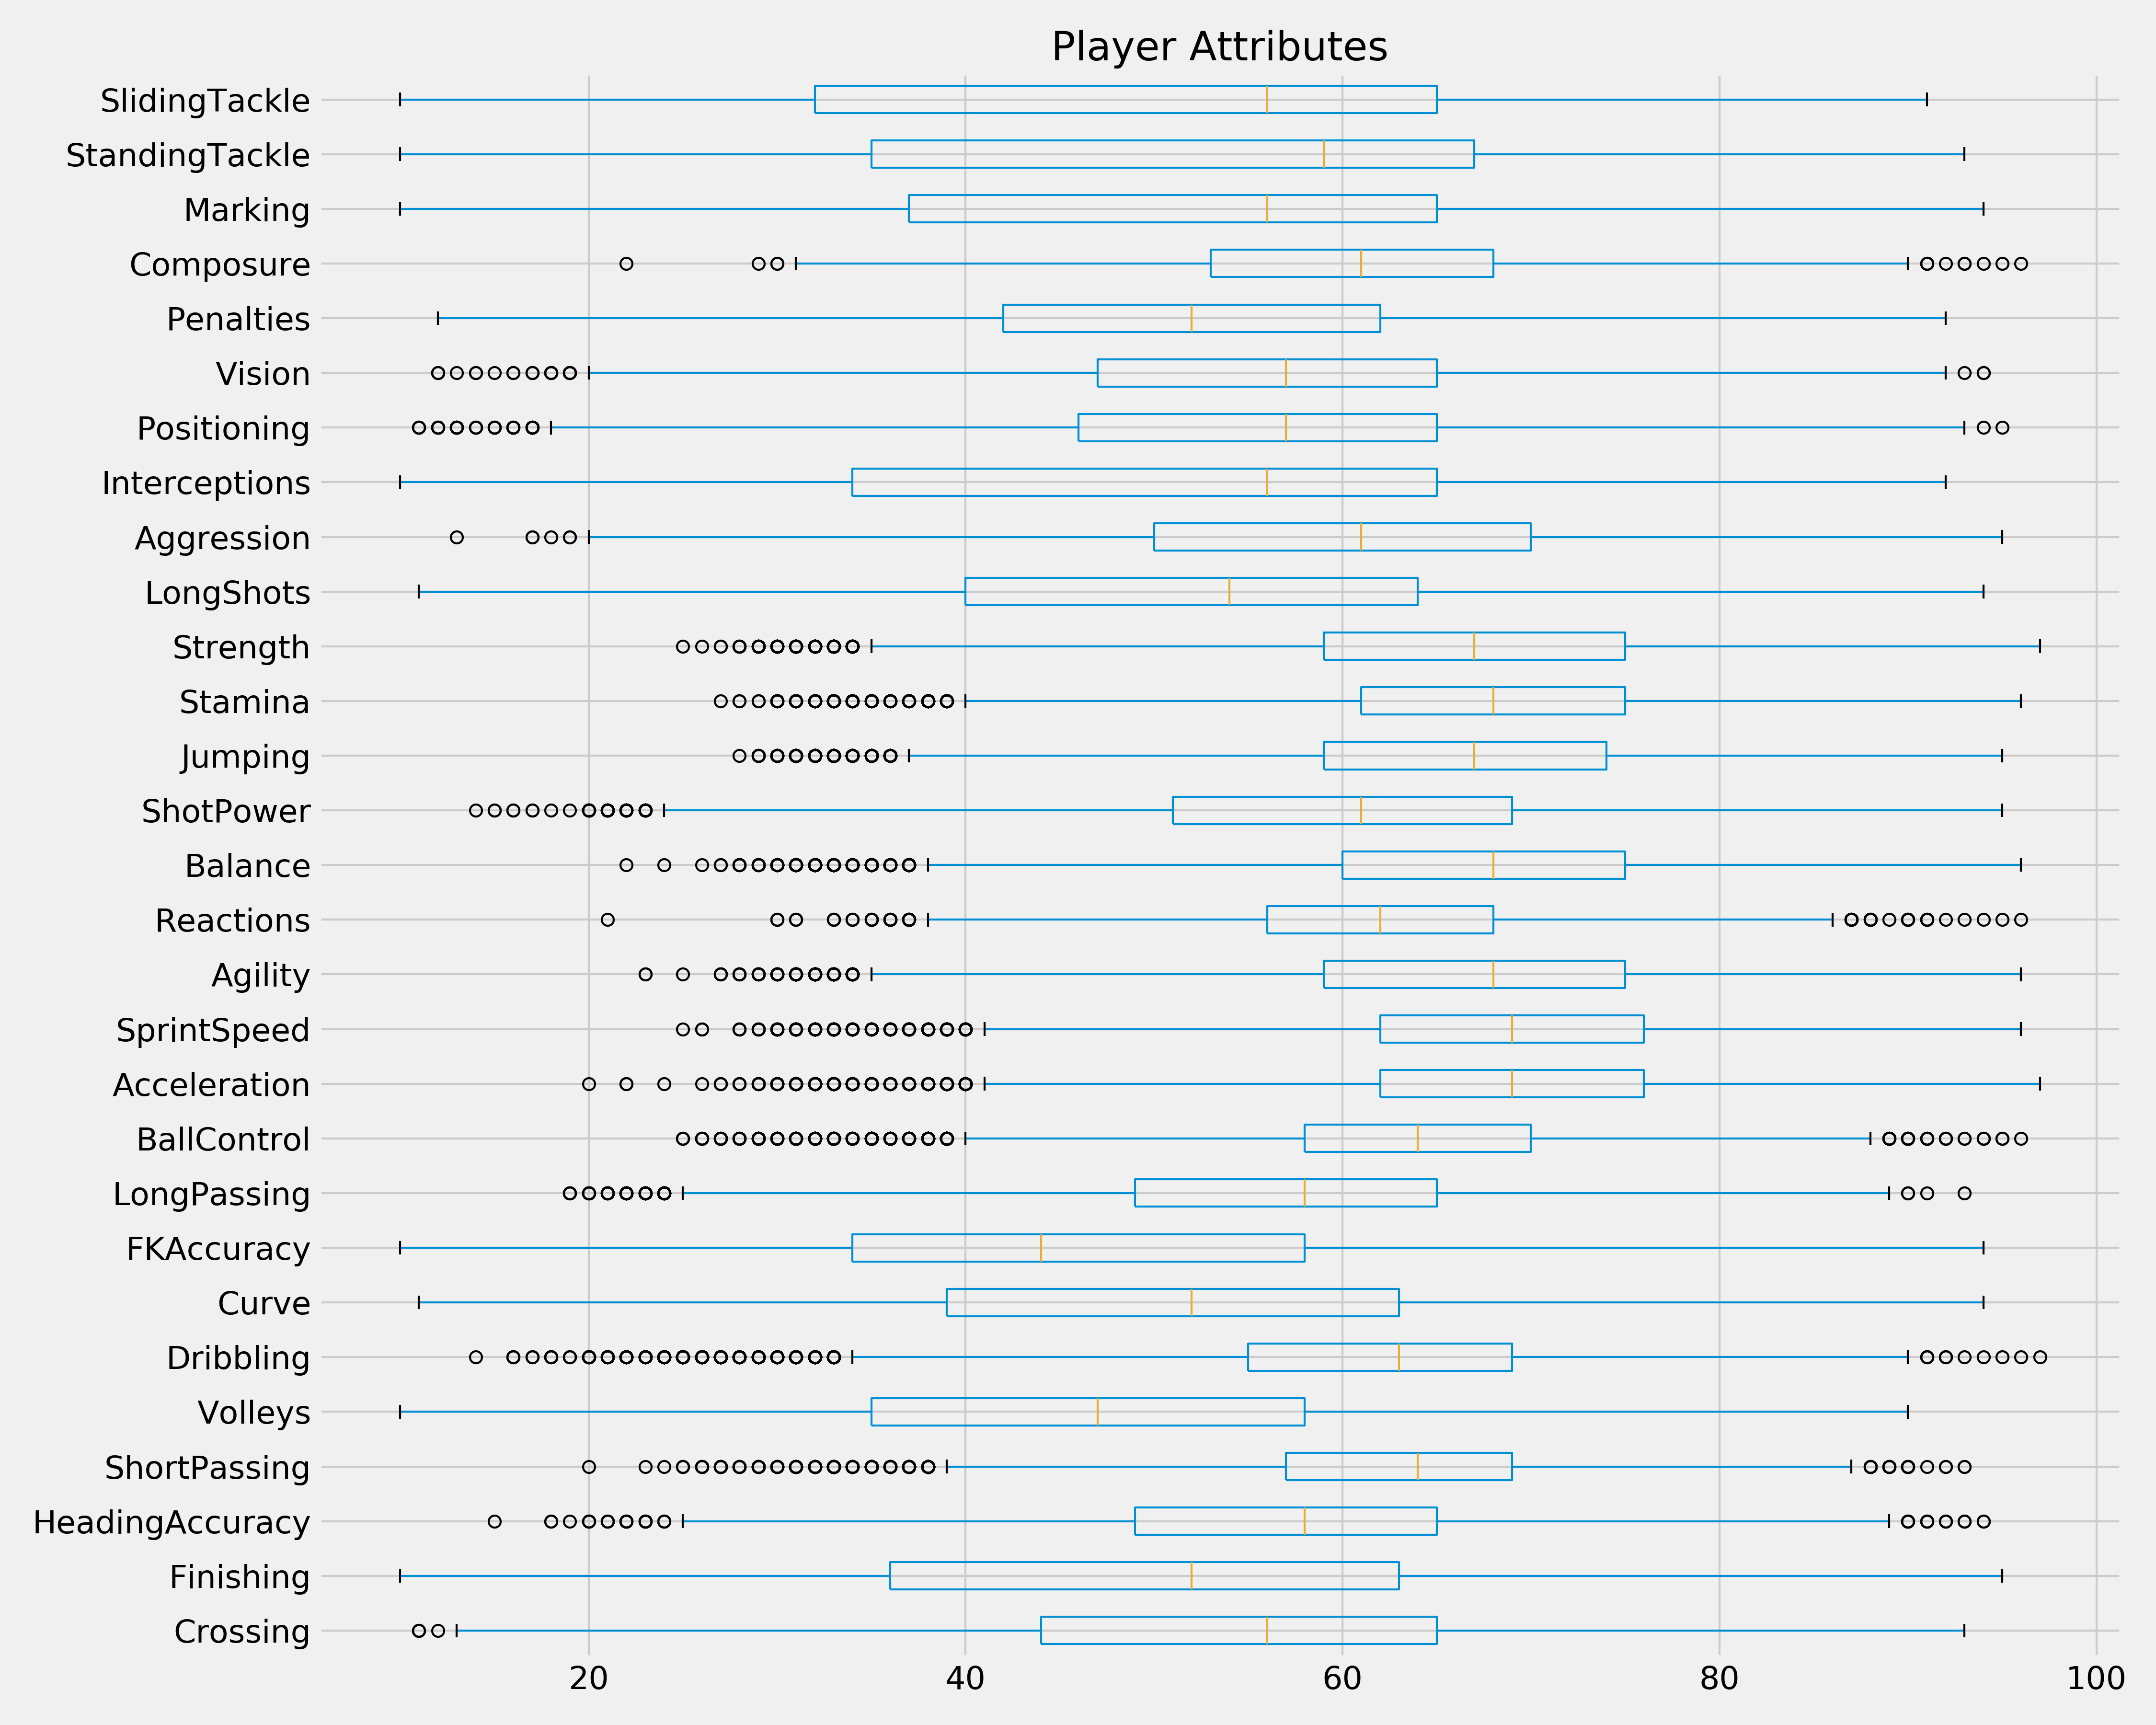 Player Attributes
SlidingTackle
StandingTackle
Marking
Composure
Penalties
Vision
Positioning
Interceptions
Aggression
LongShots
Strength
Stamina
Jumping
ShotPower
Balance
Reactions
Agility
SprintSpeed
Acceleration
BallControl
LongPassing
FKAccuracy
Curve
Dribbling
Volleys
ShortPassing
HeadingAccuracy
Finishing
Crossing
20 40 60 80 100